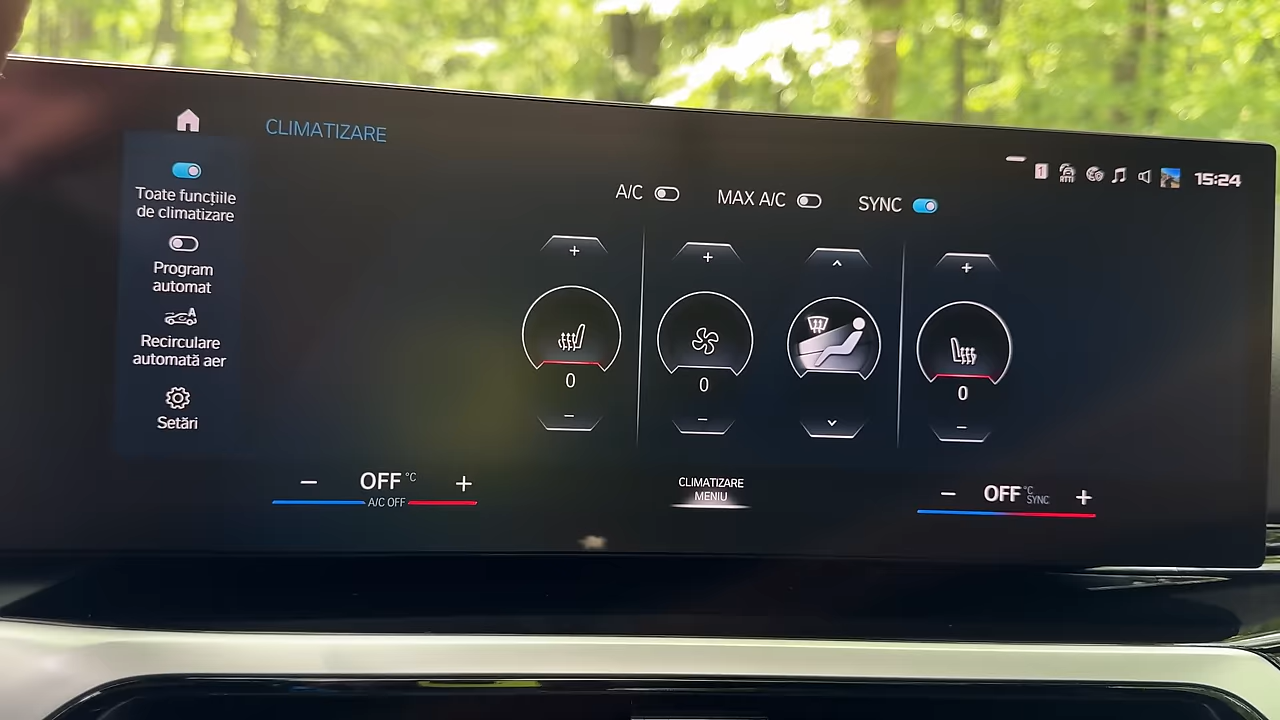 CLIMATIZARE
1
15:24
A/C
MAX A/C
SYNC
Toate funcțiile
de climatizare
Program
automat
A
Recirculare
automată aer
Setări
+
+
+
0
0
0
−
−
−
− OFF °C +
A/C OFF
CLIMATIZARE
MENIU
− OFF °C +
SYNC